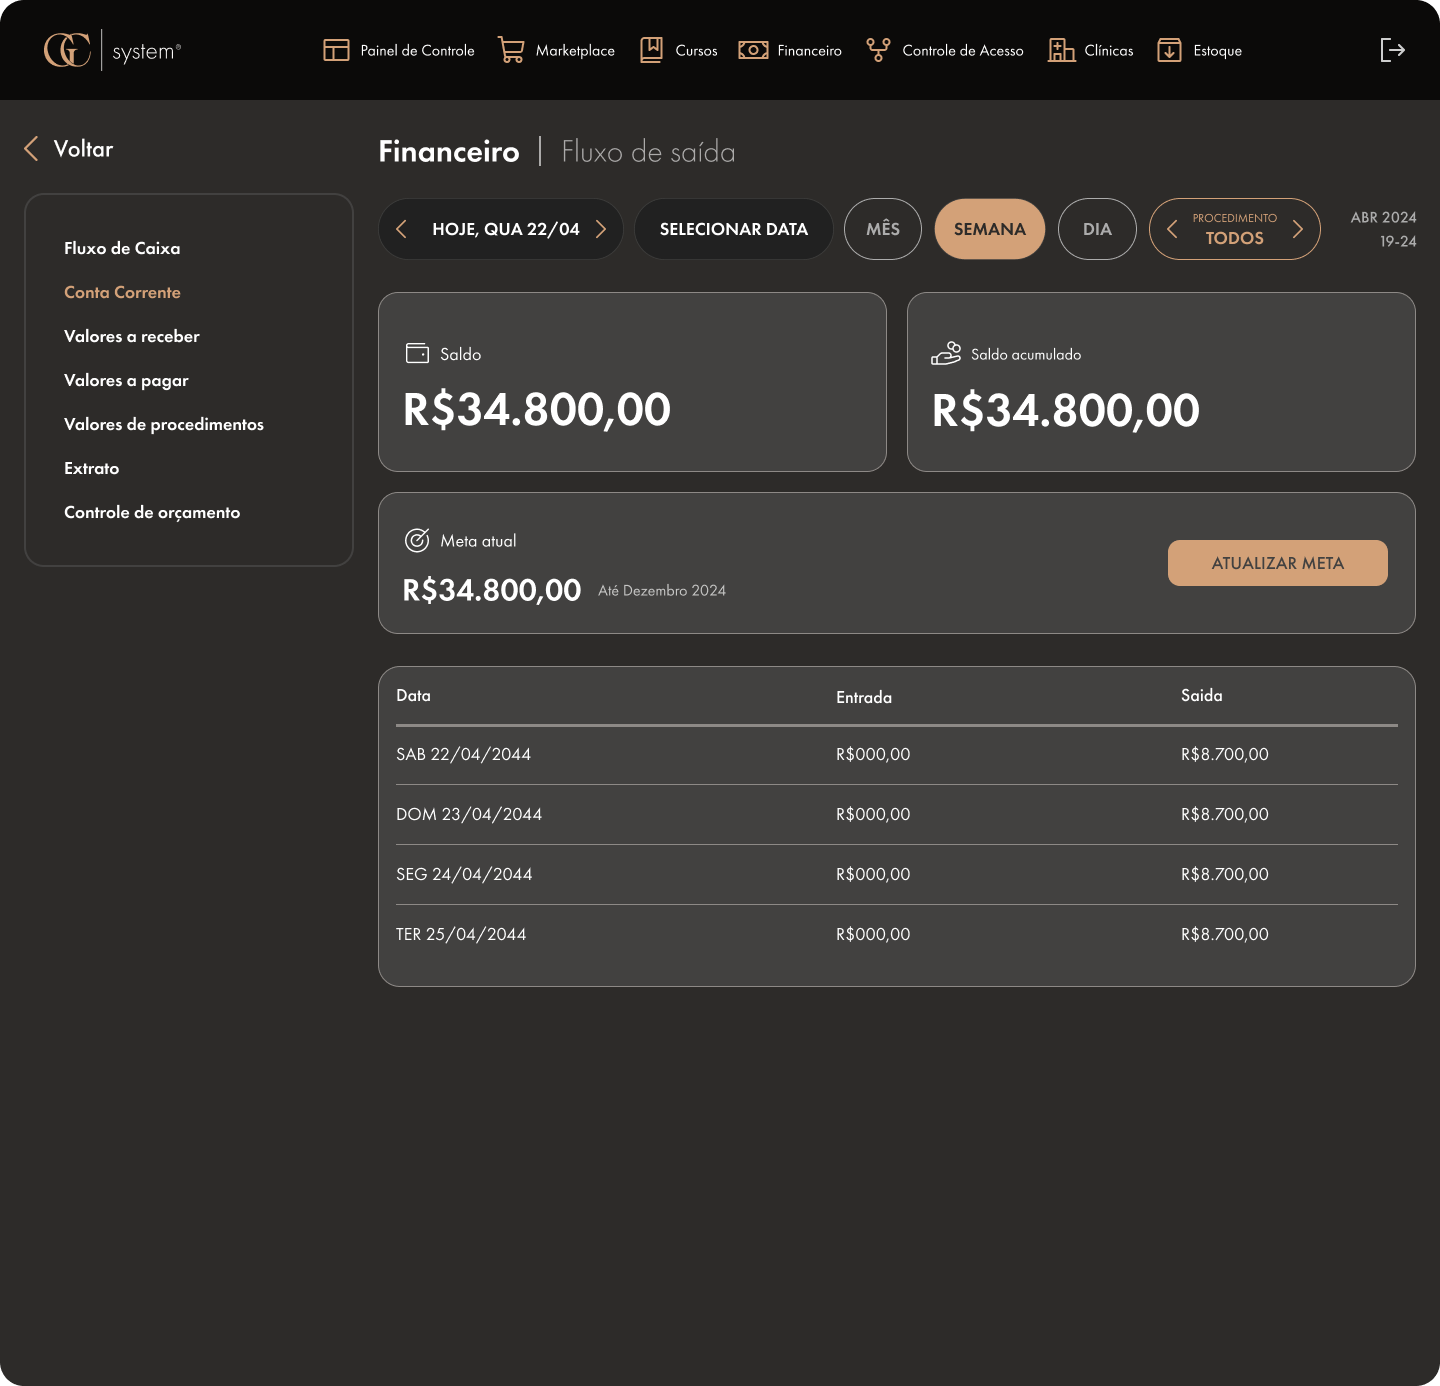 GC | system®
Painel de Controle
Marketplace
Cursos
Financeiro
Controle de Acesso
Clínicas
Estoque
Voltar
Fluxo de Caixa
Conta Corrente
Valores a receber
Valores a pagar
Valores de procedimentos
Extrato
Controle de orçamento
Financeiro | Fluxo de saída
HOJE, QUA 22/04
SELECIONAR DATA
MÊS
SEMANA
DIA
PROCEDIMENTO
TODOS
ABR 2024
19-24
Saldo
R$34.800,00
Saldo acumulado
R$34.800,00
Meta atual
R$34.800,00 Até Dezembro 2024
ATUALIZAR META
Data Entrada Saida
SAB 22/04/2044 R$000,00 R$8.700,00
DOM 23/04/2044 R$000,00 R$8.700,00
SEG 24/04/2044 R$000,00 R$8.700,00
TER 25/04/2044 R$000,00 R$8.700,00